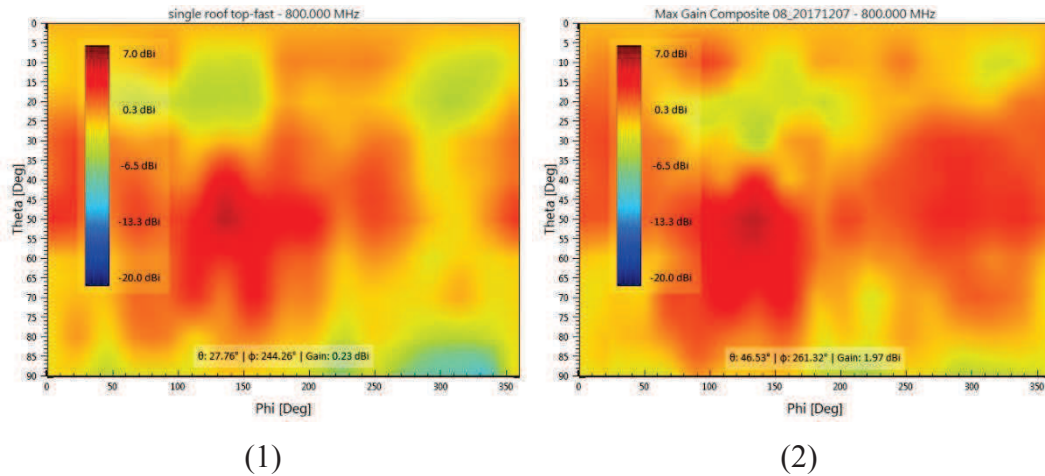 single roof top-fast - 800.000 MHz
0
5
10
15
20
25
30
35
40
45
50
55
60
65
70
75
80
85
90
Theta [Deg]
7.0 dBi
0.3 dBi
-6.5 dBi
-13.3 dBi
-20.0 dBi
θ: 27.76° | ϕ: 244.26° | Gain: 0.23 dBi
0 50 100 150 200 250 300 350
Phi [Deg]
(1)
Max Gain Composite 08_20171207 - 800.000 MHz
0
5
10
15
20
25
30
35
40
45
50
55
60
65
70
75
80
85
90
Theta [Deg]
7.0 dBi
0.3 dBi
-6.5 dBi
-13.3 dBi
-20.0 dBi
θ: 46.53° | ϕ: 261.32° | Gain: 1.97 dBi
0 50 100 150 200 250 300 350
Phi [Deg]
(2)